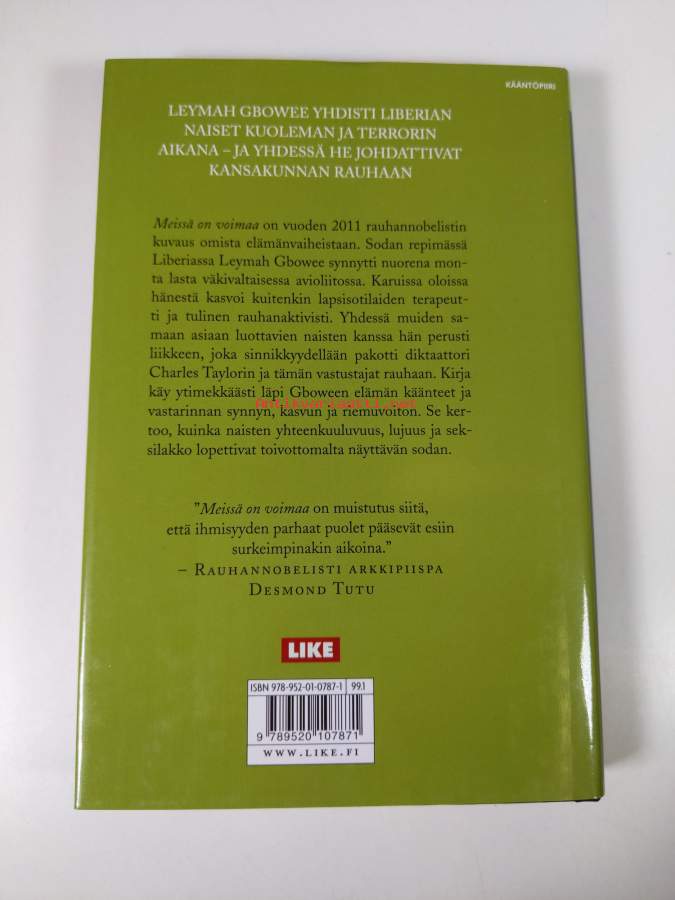 KÄÄNTÖPIIRI
LEYMAH GBOWEE YHDISTI LIBERIAN
NAISET KUOLEMAN JA TERRORIN
AIKANA – JA YHDESSÄ HE JOHDATTIVAT
KANSAKUNNAN RAUHAAN
Meissä on voimaa on vuoden 2011 rauhannobelistin
kuvaus omista elämänvaiheistaan. Sodan repimässä
Liberiassa Leymah Gbowee synnytti nuorena mon-
ta lasta väkivaltaisessa avioliitossa. Karuissa oloissa
hänestä kasvoi kuitenkin lapsisotilaiden terapeut-
ti ja tulinen rauhanaktivisti. Yhdessä muiden sa-
maan asiaan luottavien naisten kanssa hän perusti
liikkeen, joka sinnikkyydellään pakotti diktaattori
Charles Taylorin ja tämän vastustajat rauhaan. Kirja
käy ytimekkäästi läpi Gboween elämän käänteet ja
vastarinnan synnyn, kasvun ja riemuvoiton. Se ker-
too, kuinka naisten yhteenkuuluvuus, lujuus ja sek-
silakko lopettivat toivottomalta näyttävän sodan.
"Meissä on voimaa on muistutus siitä,
että ihmisyyden parhaat puolet pääsevät esiin
surkeimpinakin aikoina."
– RAUHANNOBELISTI ARKKIPIISPA
DESMOND TUTU
LIKE
ISBN 978-952-01-0787-1 99.1
9 789520 107871
WWW.LIKE.FI